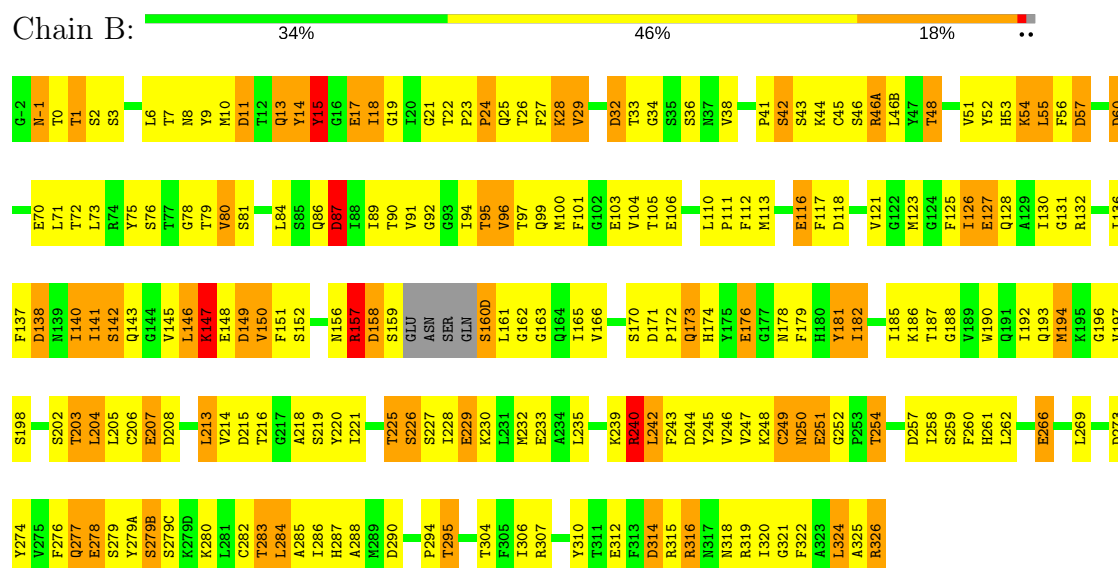 Chain B:
34% 46% 18% ••
G-2 N-1 T0 T1 S2 S3 L6 T7 N8 Y9 M10 D11 T12 Q13 Y14 Y15 G16 E17 I18 G19 I20 G21 T22 P23 P24 Q25 T26 F27 K28 V29 D32 T33 G34 S35 S36 N37 V38 P41 S42 S43 K44 C45 S46 R46A L46B Y47 T48 V51 Y52 H53 K54 L55 F56 D57 D60
E70 L71 T72 L73 R74 Y75 S76 T77 G78 T79 V80 S81 L84 S85 Q86 D87 I88 I89 T90 V91 G92 G93 I94 T95 V96 T97 Q99 M100 F101 G102 E103 V104 T105 E106 L110 P111 F112 M113 E116 F117 D118 V121 G122 M123 G124 F125 I126 E127 Q128 A129 I130 G131 R132 I136
F137 D138 N139 I140 I141 S142 Q143 G144 V145 L146 K147 E148 D149 V150 F151 S152 N156 R157 D158 S159 GLU ASN SER GLN S160D L161 G162 G163 Q164 I165 V166 S170 D171 P172 Q173 H174 Y175 E176 G177 N178 F179 H180 Y181 I182 I185 K186 T187 G188 V189 W190 Q191 I192 Q193 M194 K195 G196 V197
S198 S202 T203 L204 L205 C206 E207 D208 L213 V214 D215 T216 G217 A218 S219 Y220 I221 T225 S226 S227 I228 E229 K230 L231 M232 E233 A234 L235 K239 R240 L242 F243 D244 Y245 V246 V247 K248 C249 N250 E251 G252 P253 T254 D257 I258 S259 F260 H261 L262 E266 L269 D273
Y274 V275 F276 Q277 E278 S279 Y279A S279B S279C K279D K280 L281 C282 T283 L284 A285 I286 H287 A288 M289 D290 P294 T295 T304 F305 I306 R307 Y310 T311 E312 F313 D314 R315 R316 N317 N318 R319 I320 G321 F322 A323 L324 A325 R326